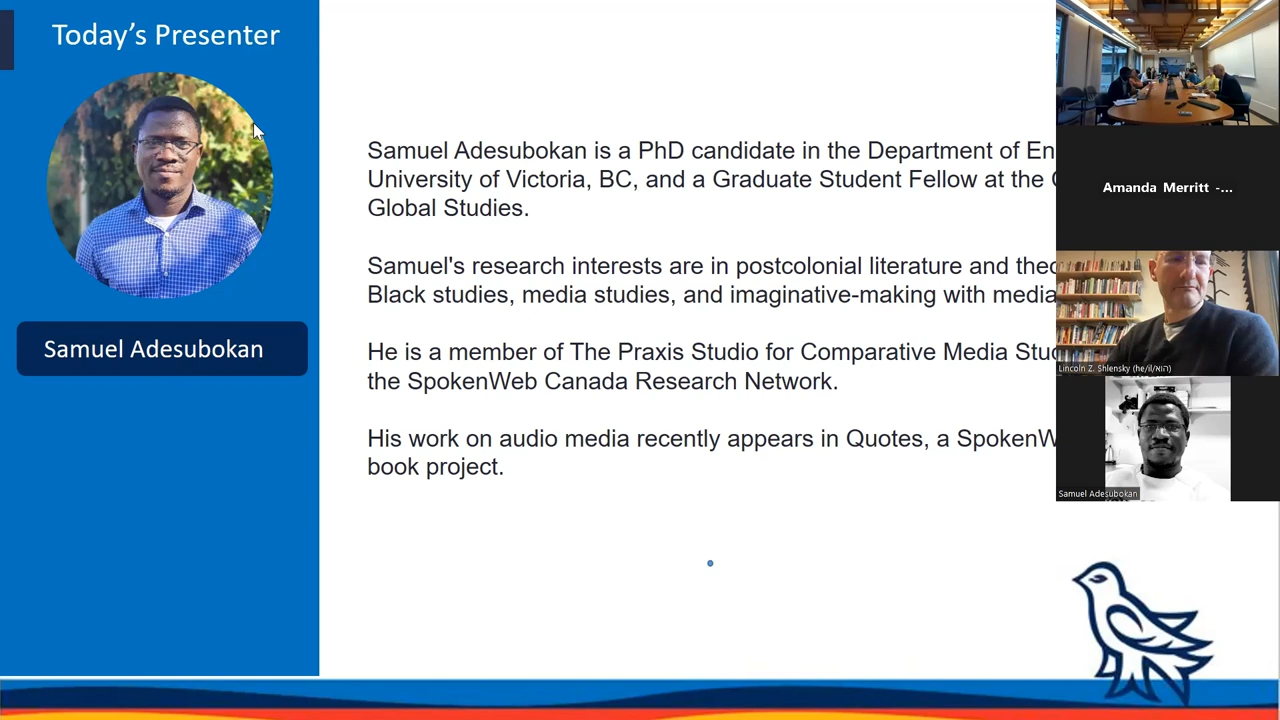 Today's Presenter
Samuel Adesubokan
Samuel Adesubokan is a PhD candidate in the Department of En
University of Victoria, BC, and a Graduate Student Fellow at the
Global Studies.
Samuel's research interests are in postcolonial literature and theo
Black studies, media studies, and imaginative-making with media
He is a member of The Praxis Studio for Comparative Media Stu
the SpokenWeb Canada Research Network.
His work on audio media recently appears in Quotes, a SpokenW
book project.
Amanda Merritt -...
Lincoln Z. Shlensky (he/il/הוא)
Samuel Adesubokan